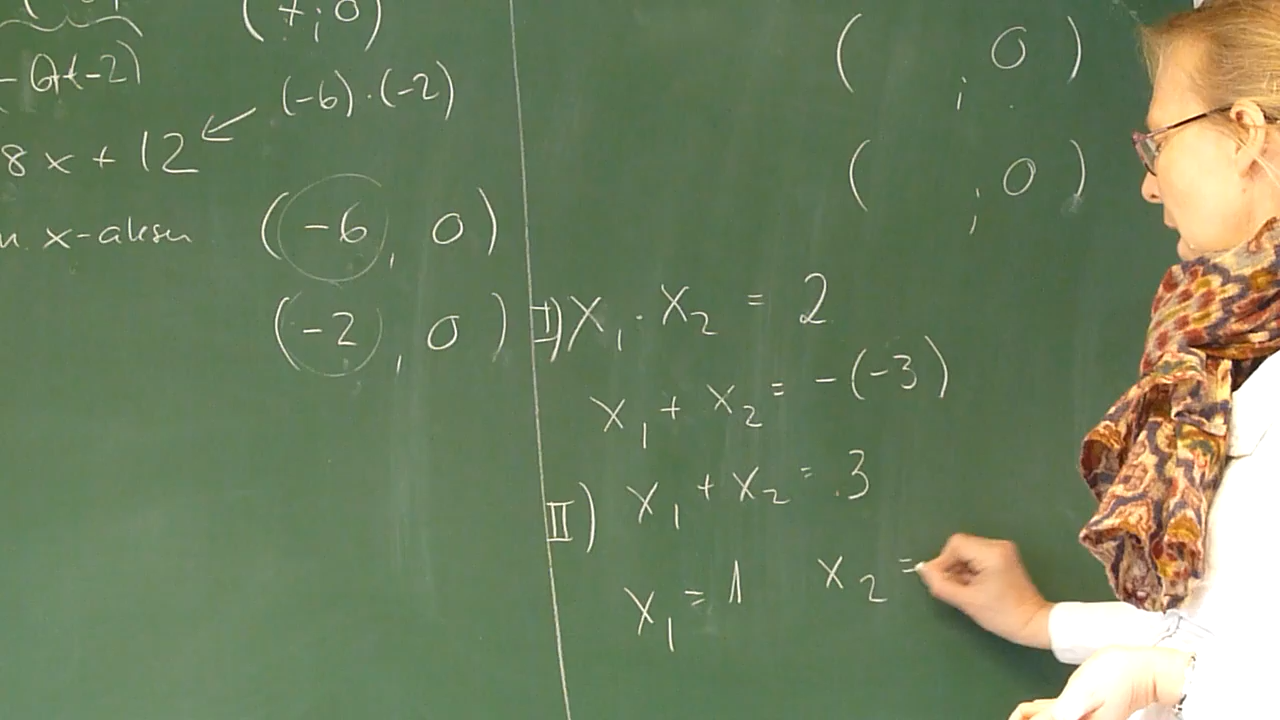 ( + ; 0 )
-6+(-2)
(-6)·(-2)
8x + 12
x-aksen
(-6, 0)
(-2, 0)
( ; 0 )
( ; 0 )
I) X₁ · X₂ = 2
X₁ + X₂ = -(-3)
II) X₁ + X₂ = 3
X₁ = 1 X₂ =